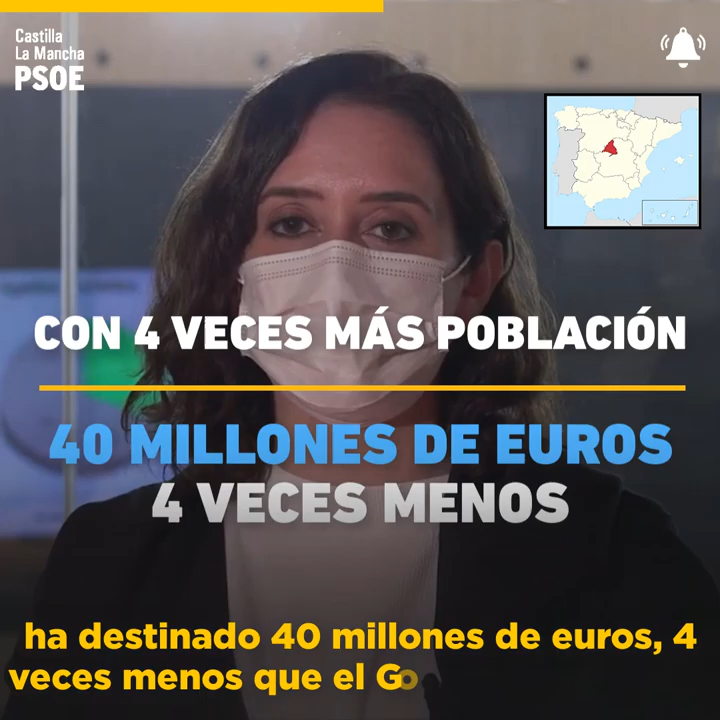 Castilla
La Mancha
PSOE
CON 4 VECES MÁS POBLACIÓN
40 MILLONES DE EUROS
4 VECES MENOS
ha destinado 40 millones de euros, 4
veces menos que el Go